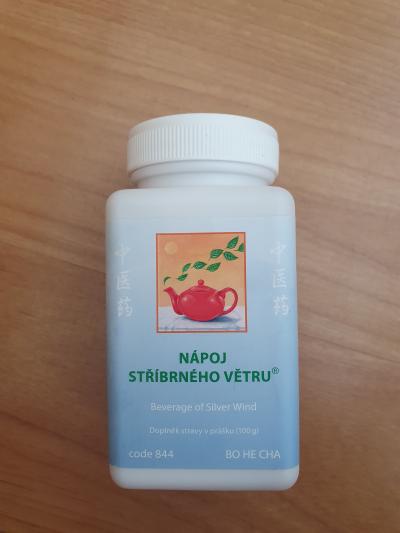 中医药
中医药
NÁPOJ
STŘÍBRNÉHO VĚTRU®
Beverage of Silver Wind
Doplněk stravy v prášku (100 g)
code 844
BO HE CHA